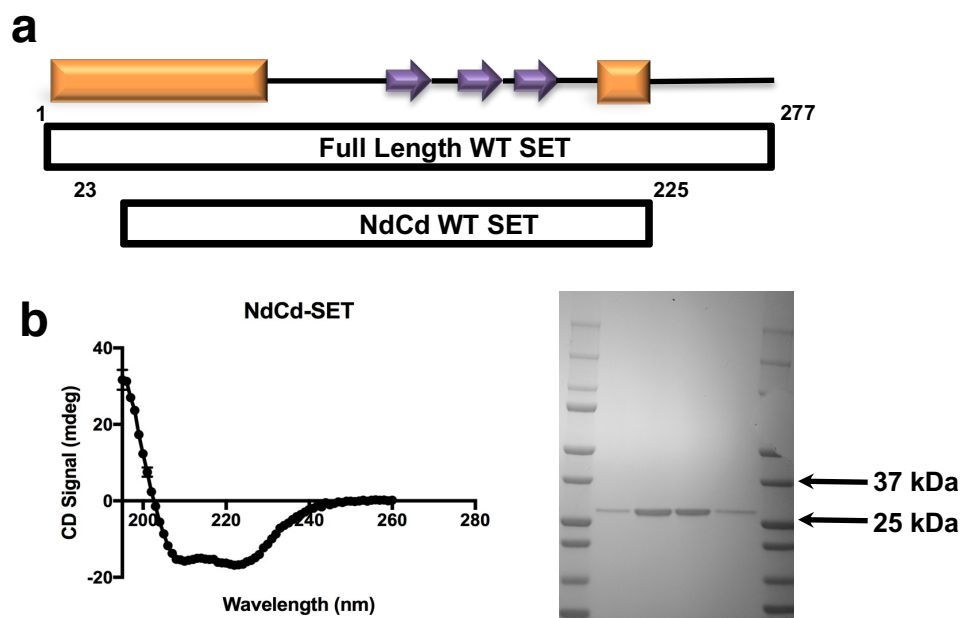 a
1
277
Full Length WT SET
23
225
NdCd WT SET
b
NdCd-SET
40
20
0
-20
200
220
240
260
280
CD Signal (mdeg)
Wavelength (nm)
37 kDa
25 kDa